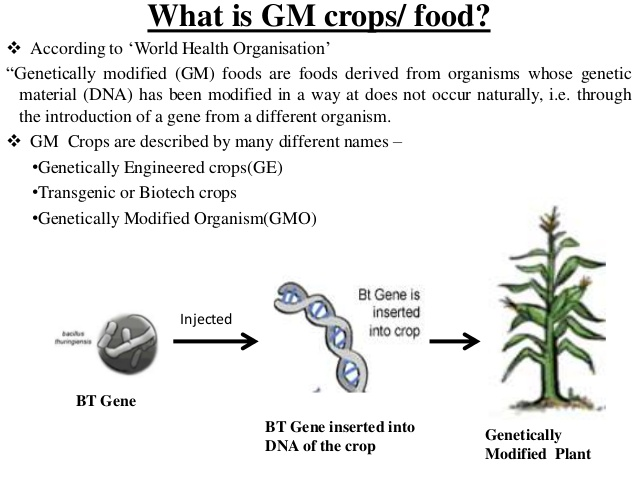 What is GM crops/ food?
❖ According to ‘World Health Organisation’
“Genetically modified (GM) foods are foods derived from organisms whose genetic
material (DNA) has been modified in a way at does not occur naturally, i.e. through
the introduction of a gene from a different organism.
❖ GM Crops are described by many different names –
•Genetically Engineered crops(GE)
•Transgenic or Biotech crops
•Genetically Modified Organism(GMO)
bacillus
thuringiensis
Injected
Bt Gene is
inserted
into crop
BT Gene
BT Gene inserted into
DNA of the crop
Genetically
Modified Plant